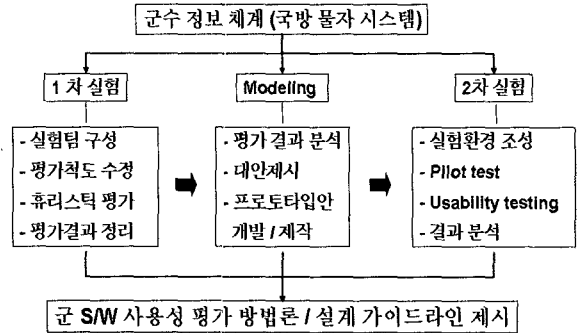 군수 정보 체계 (국방 물자 시스템)
1 차 실험
Modeling
2차 실험
- 실험팀 구성
- 평가척도 수정
- 휴리스틱 평가
- 평가결과 정리
- 평가 결과 분석
- 대안제시
- 프로토타입안
개발 / 제작
- 실험환경 조성
- Pilot test
- Usability testing
- 결과 분석
군 S/W 사용성 평가 방법론 / 설계 가이드라인 제시